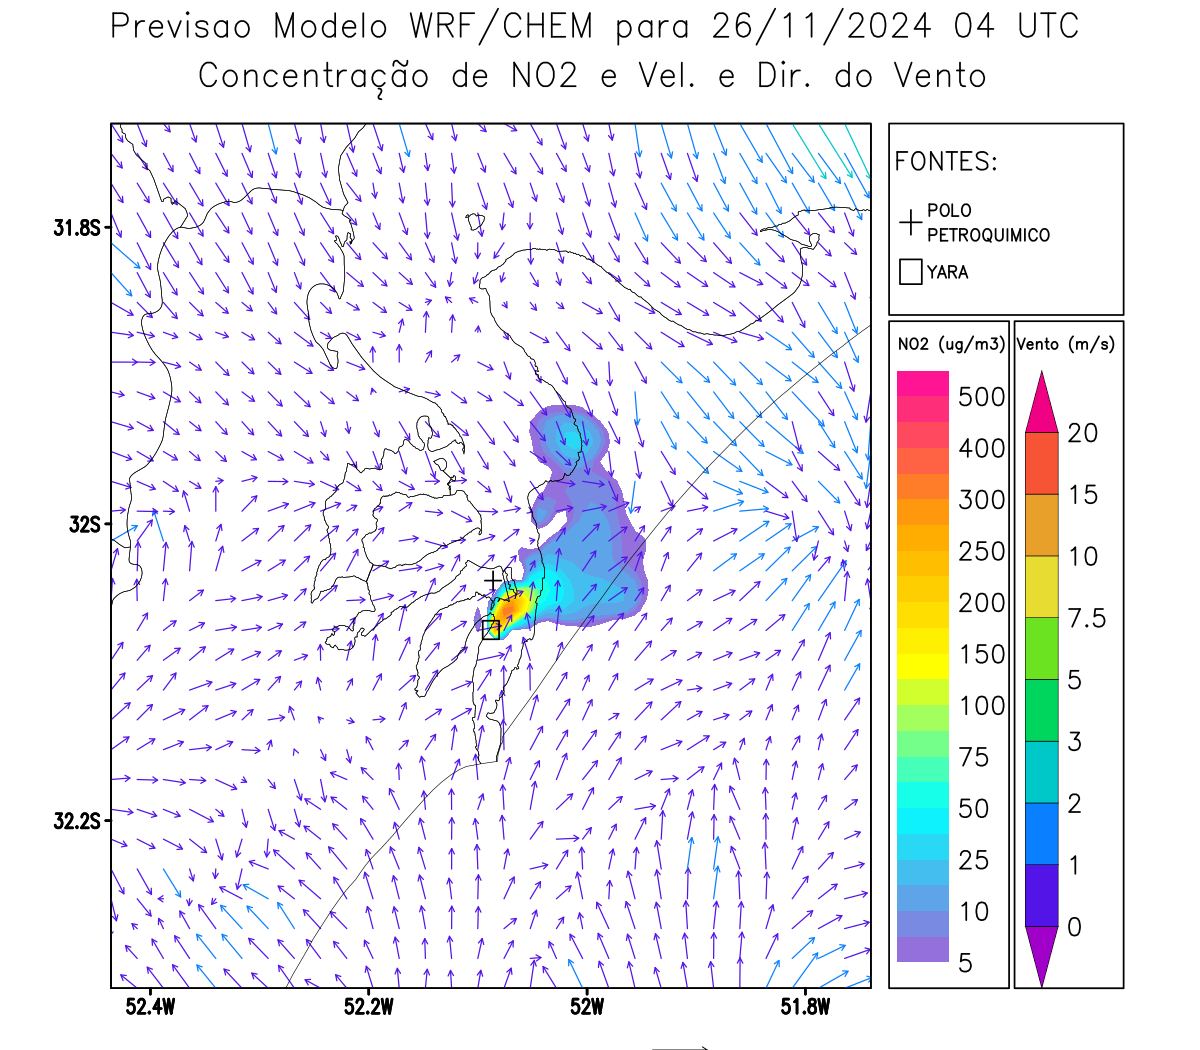 Previsao Modelo WRF/CHEM para 26/11/2024 04 UTC
Concentração de NO2 e Vel. e Dir. do Vento
FONTES:
POLO
PETROQUIMICO
YARA
31.8S
32S
32.2S
52.4W
52.2W
52W
51.8W
NO2 (ug/m3)
500
400
300
250
200
150
100
75
50
25
10
5
Vento (m/s)
20
15
10
7.5
5
3
2
1
0